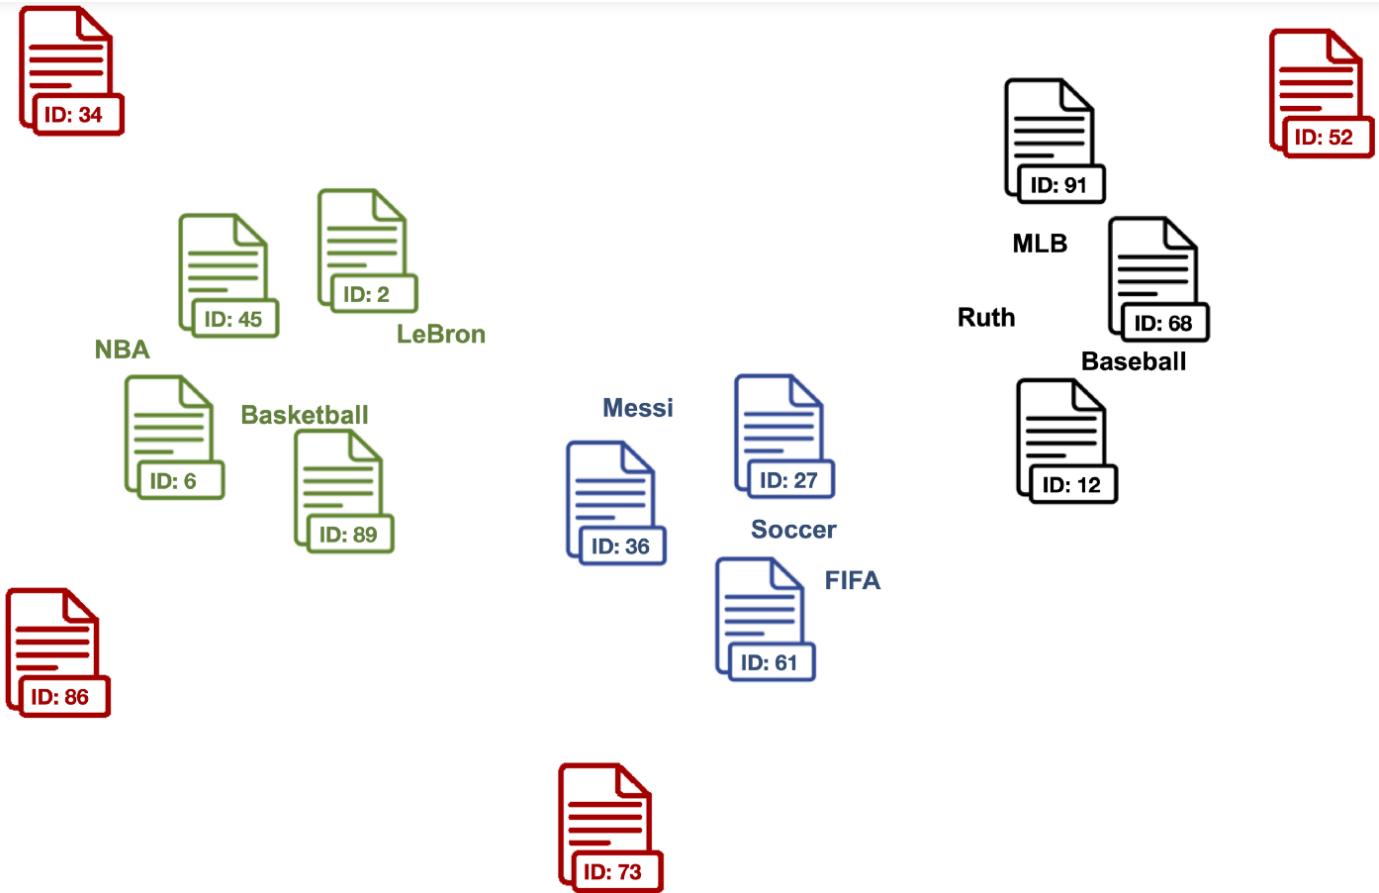 ID: 34
ID: 52
ID: 91
MLB
ID: 2
ID: 45
Ruth
ID: 68
LeBron
NBA
Baseball
Messi
Basketball
ID: 6
ID: 27
ID: 12
Soccer
ID: 89
ID: 36
FIFA
ID: 61
ID: 86
ID: 73